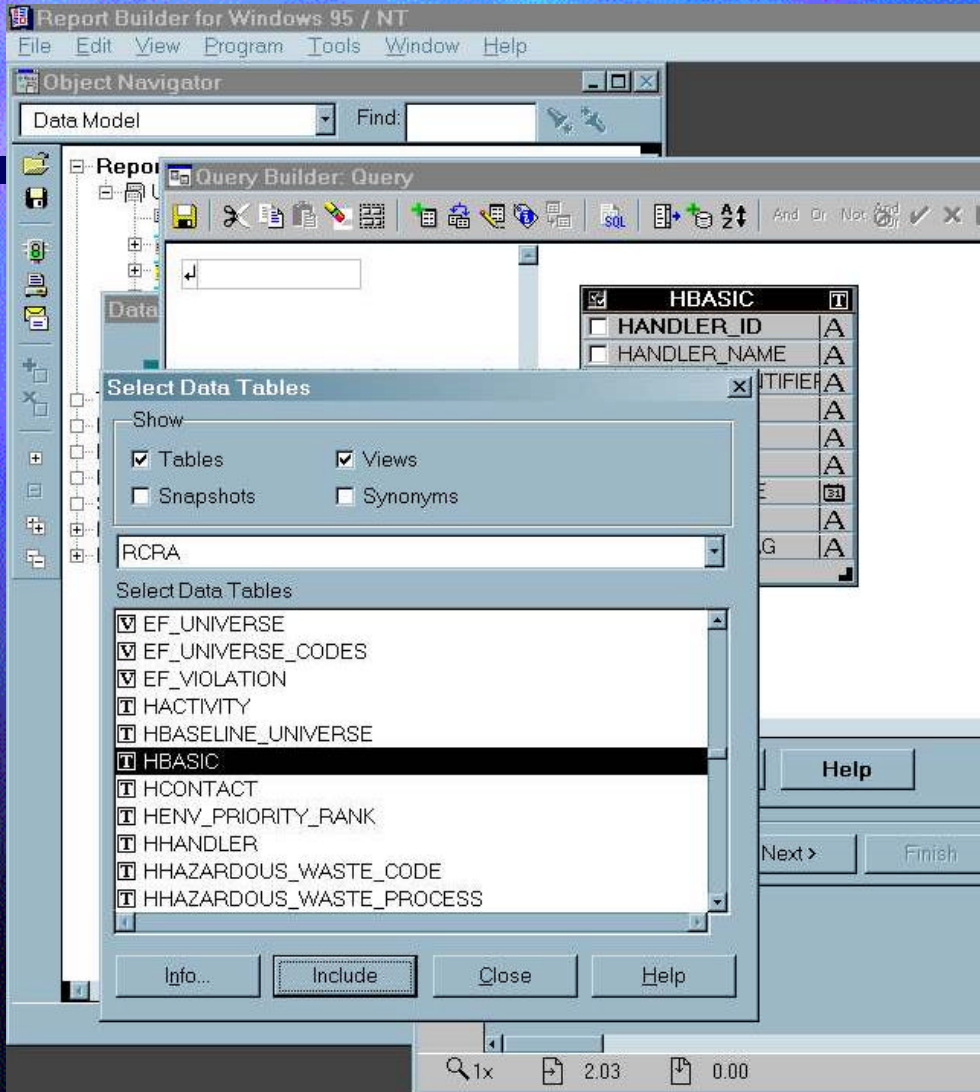 Report Builder for Windows 95 / NT
File Edit View Program Tools Window Help
Object Navigator
Data Model Find:
Query Builder: Query
SQL And Or Not
Data
HBASIC T
HANDLER_ID A
HANDLER_NAME A
A
A
A
A
31
A
A
Select Data Tables
Show
Tables Views
Snapshots Synonyms
RCRA
Select Data Tables
V EF_UNIVERSE
V EF_UNIVERSE_CODES
V EF_VIOLATION
T HACTIVITY
T HBASELINE_UNIVERSE
T HBASIC
T HCONTACT
T HENV_PRIORITY_RANK
T HHANDLER
T HHAZARDOUS_WASTE_CODE
T HHAZARDOUS_WASTE_PROCESS
Info... Include Close Help
Help
Next > Finish
1x 2.03 0.00